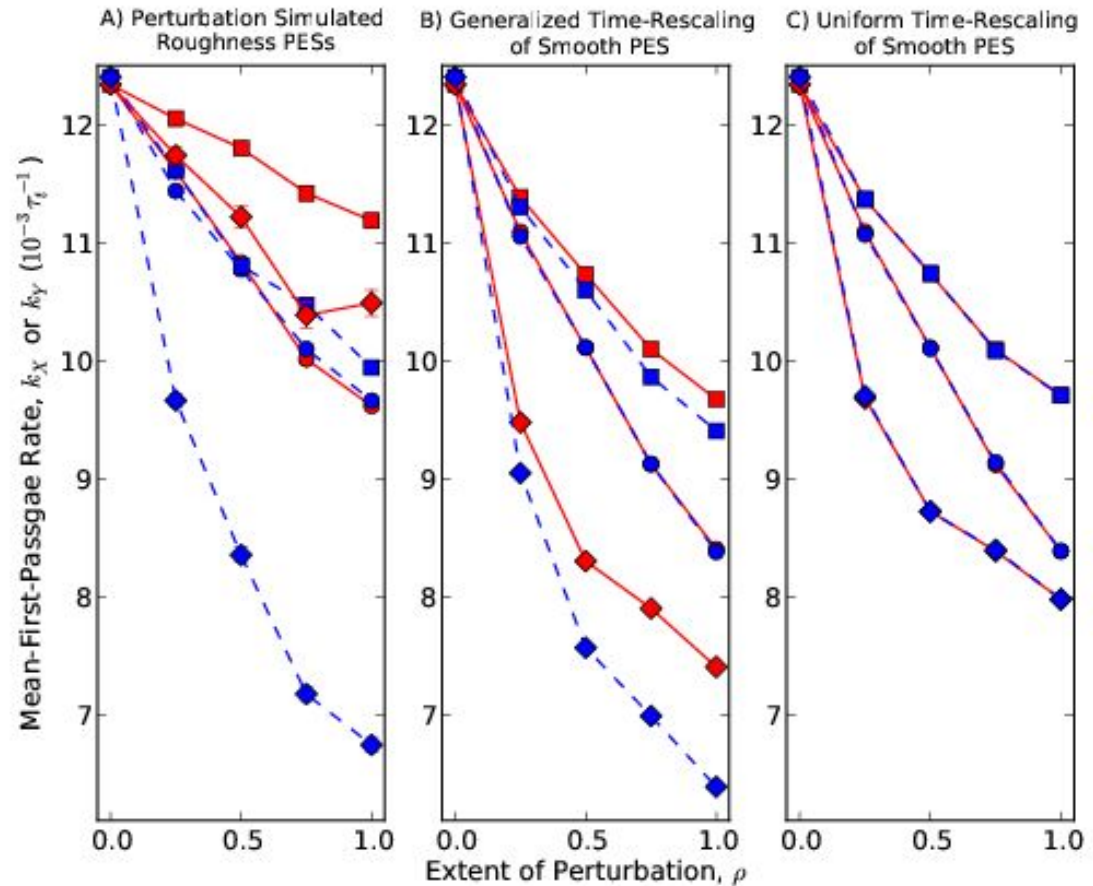 A) Perturbation Simulated
Roughness PESs
B) Generalized Time-Rescaling
of Smooth PES
C) Uniform Time-Rescaling
of Smooth PES
Mean-First-Passgae Rate, k_X or k_Y (10^{-3} τ_t^{-1})
12
11
10
9
8
7
12
11
10
9
8
7
12
11
10
9
8
7
0.0 0.5 1.0
0.0 0.5 1.0
0.0 0.5 1.0
Extent of Perturbation, ρ